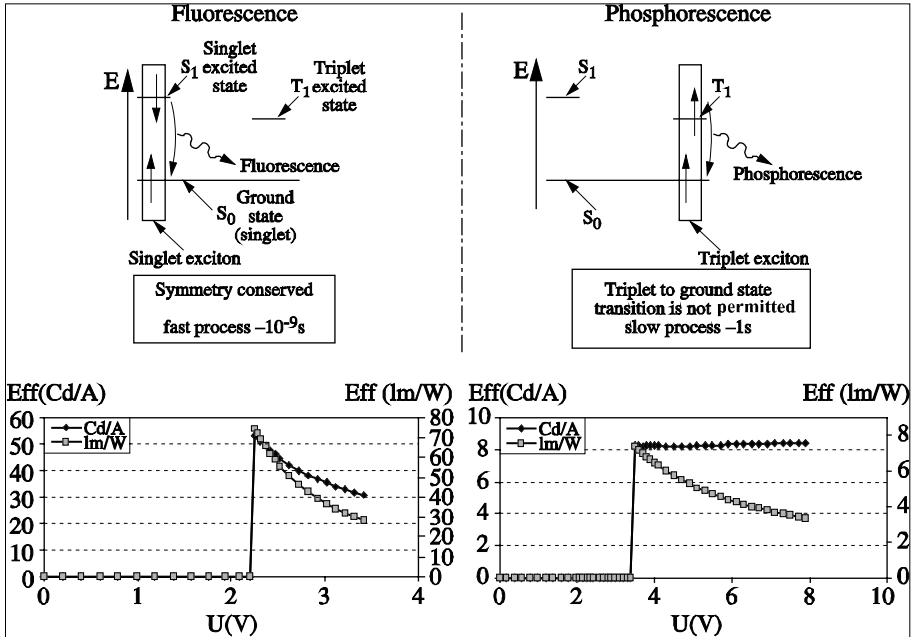 Fluorescence
E
S1
Singlet
excited
state
T1
Triplet
excited
state
Fluorescence
S0
Ground
state
(singlet)
Singlet exciton
Symmetry conserved
fast process –10-9s
Phosphorescence
E
S1
T1
Phosphorescence
S0
Triplet exciton
Triplet to ground state
transition is not permitted
slow process –1s
Eff(Cd/A)
Eff (lm/W)
60
50
40
30
20
10
0
Cd/A
lm/W
80
70
60
50
40
30
20
10
0
0
1
2
3
4
U(V)
Eff(Cd/A)
Eff (lm/W)
10
8
6
4
2
0
Cd/A
lm/W
8
6
4
2
0
0
2
4
6
8
10
U(V)